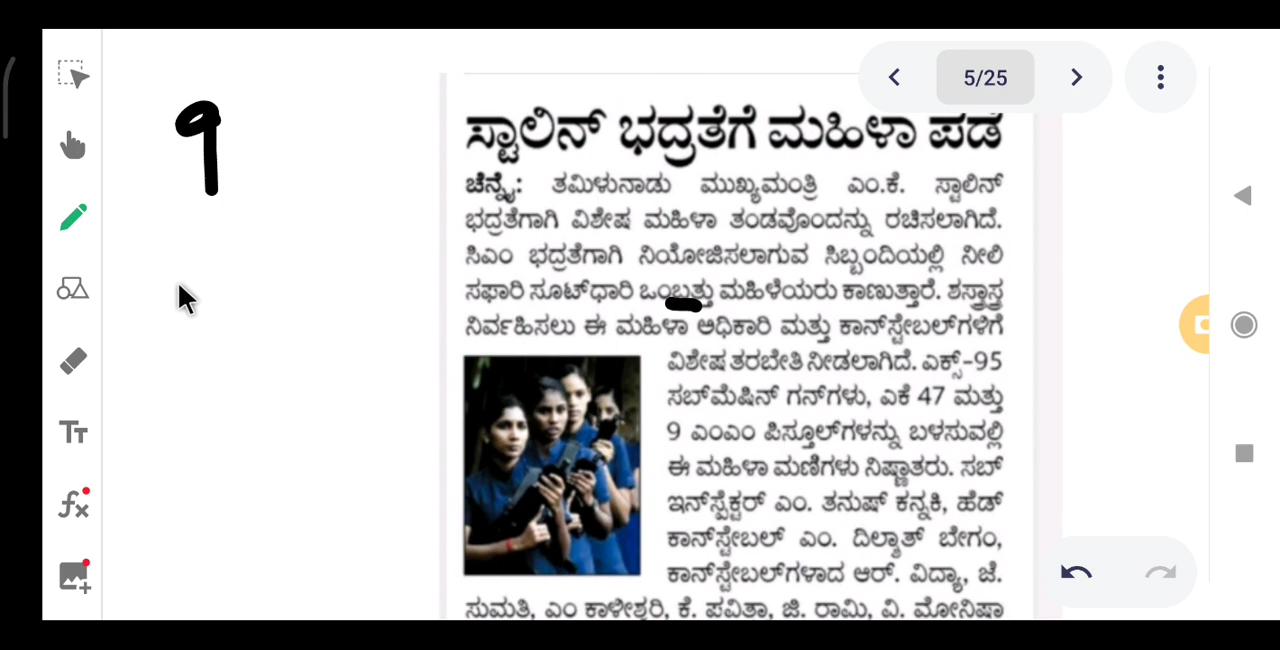 5/25
9
ಸ್ಟಾಲಿನ್ ಭದ್ರತೆಗೆ ಮಹಿಳಾ ಪಡೆ
ಚೆನ್ನೈ: ತಮಿಳುನಾಡು ಮುಖ್ಯಮಂತ್ರಿ ಎಂ.ಕೆ. ಸ್ಟಾಲಿನ್
ಭದ್ರತೆಗಾಗಿ ವಿಶೇಷ ಮಹಿಳಾ ತಂಡವೊಂದನ್ನು ರಚಿಸಲಾಗಿದೆ.
ಸಿಎಂ ಭದ್ರತೆಗಾಗಿ ನಿಯೋಜಿಸಲಾಗುವ ಸಿಬ್ಬಂದಿಯಲ್ಲಿ ನೀಲಿ
ಸಫಾರಿ ಸೂಟ್‌ಧಾರಿ ಒಂಬತ್ತು ಮಹಿಳೆಯರು ಕಾಣುತ್ತಾರೆ. ಶಸ್ತ್ರಾಸ್ತ್ರ
ನಿರ್ವಹಿಸಲು ಈ ಮಹಿಳಾ ಅಧಿಕಾರಿ ಮತ್ತು ಕಾನ್‌ಸ್ಟೇಬಲ್‌ಗಳಿಗೆ
ವಿಶೇಷ ತರಬೇತಿ ನೀಡಲಾಗಿದೆ. ಎಕ್ಸ್-95
ಸಬ್‌ಮೆಷಿನ್ ಗನ್‌ಗಳು, ಎಕೆ 47 ಮತ್ತು
9 ಎಂಎಂ ಪಿಸ್ತೂಲ್‌ಗಳನ್ನು ಬಳಸುವಲ್ಲಿ
ಈ ಮಹಿಳಾ ಮಣಿಗಳು ನಿಷ್ಣಾತರು. ಸಬ್
ಇನ್‌ಸ್ಪೆಕ್ಟರ್ ಎಂ. ತನುಷ್ ಕನ್ನಕಿ, ಹೆಡ್
ಕಾನ್‌ಸ್ಟೇಬಲ್ ಎಂ. ದಿಲ್ಶಾತ್ ಬೇಗಂ,
ಕಾನ್‌ಸ್ಟೇಬಲ್‌ಗಳಾದ ಆರ್. ವಿದ್ಯಾ, ಜೆ.
ಸುಮತಿ, ಎಂ ಕಾಳೀಶ್ವರಿ, ಕೆ. ಪವಿತ್ರಾ, ಜಿ. ರಾಮಿ, ವಿ. ಮೋನಿಷಾ